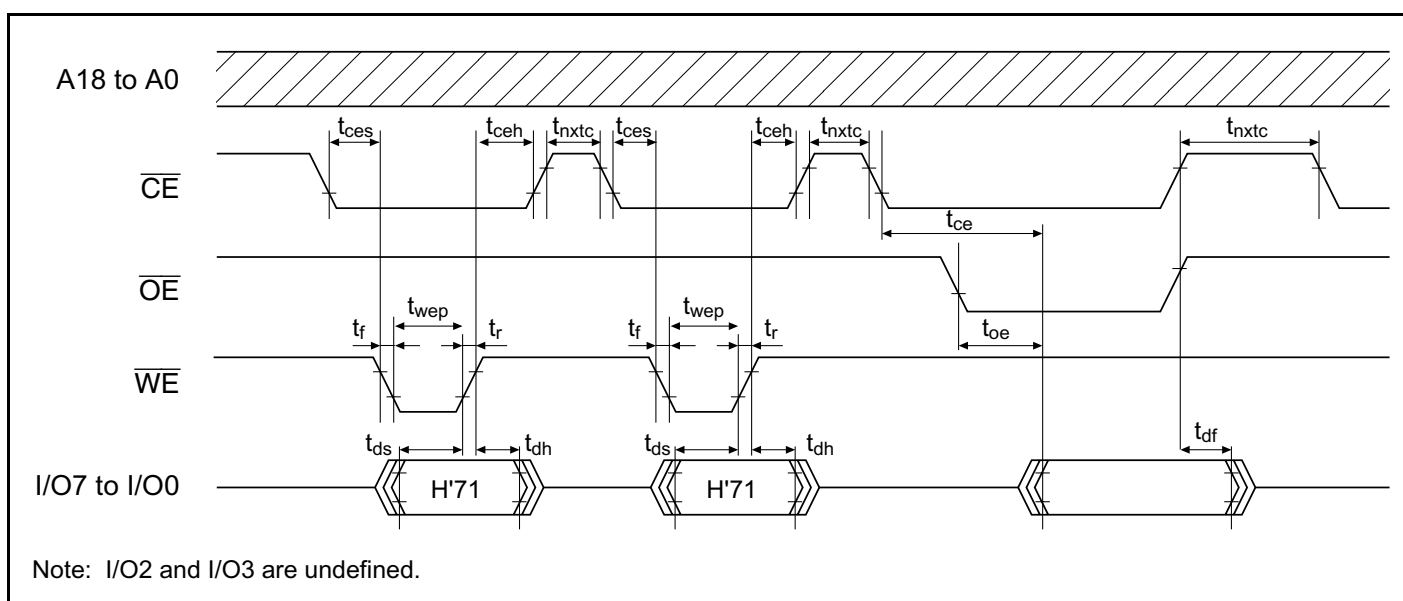 A18 to A0
tces tceh tnxtc tces tceh tnxtc tnxtc
CE
tce
OE
twep twep
tf tr tf tr toe
WE
tds tdh tds tdh tdf
I/O7 to I/O0 H'71 H'71
Note: I/O2 and I/O3 are undefined.